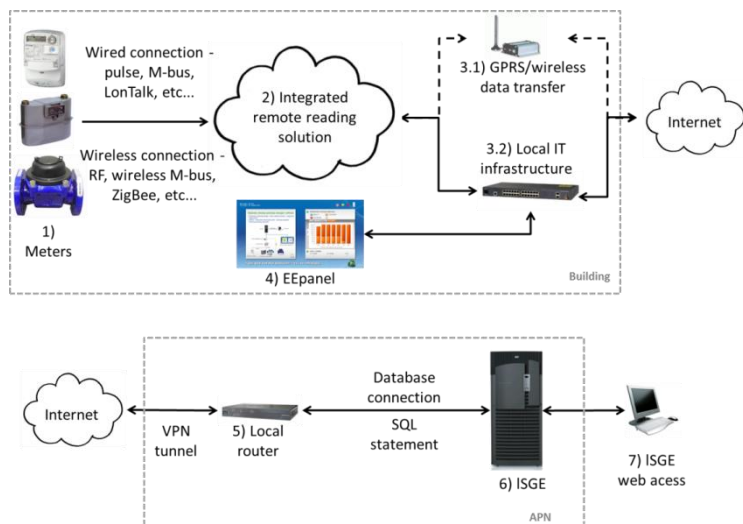 Wired connection -
pulse, M-bus,
LonTalk, etc...
Wireless connection -
RF, wireless M-bus,
ZigBee, etc...
1)
Meters
2) Integrated
remote reading
solution
3.1) GPRS/wireless
data transfer
3.2) Local IT
infrastructure
Internet
4) EEpanel
Building
Internet
VPN
tunnel
5) Local
router
Database
connection
SQL
statement
6) ISGE
7) ISGE
web acess
APN